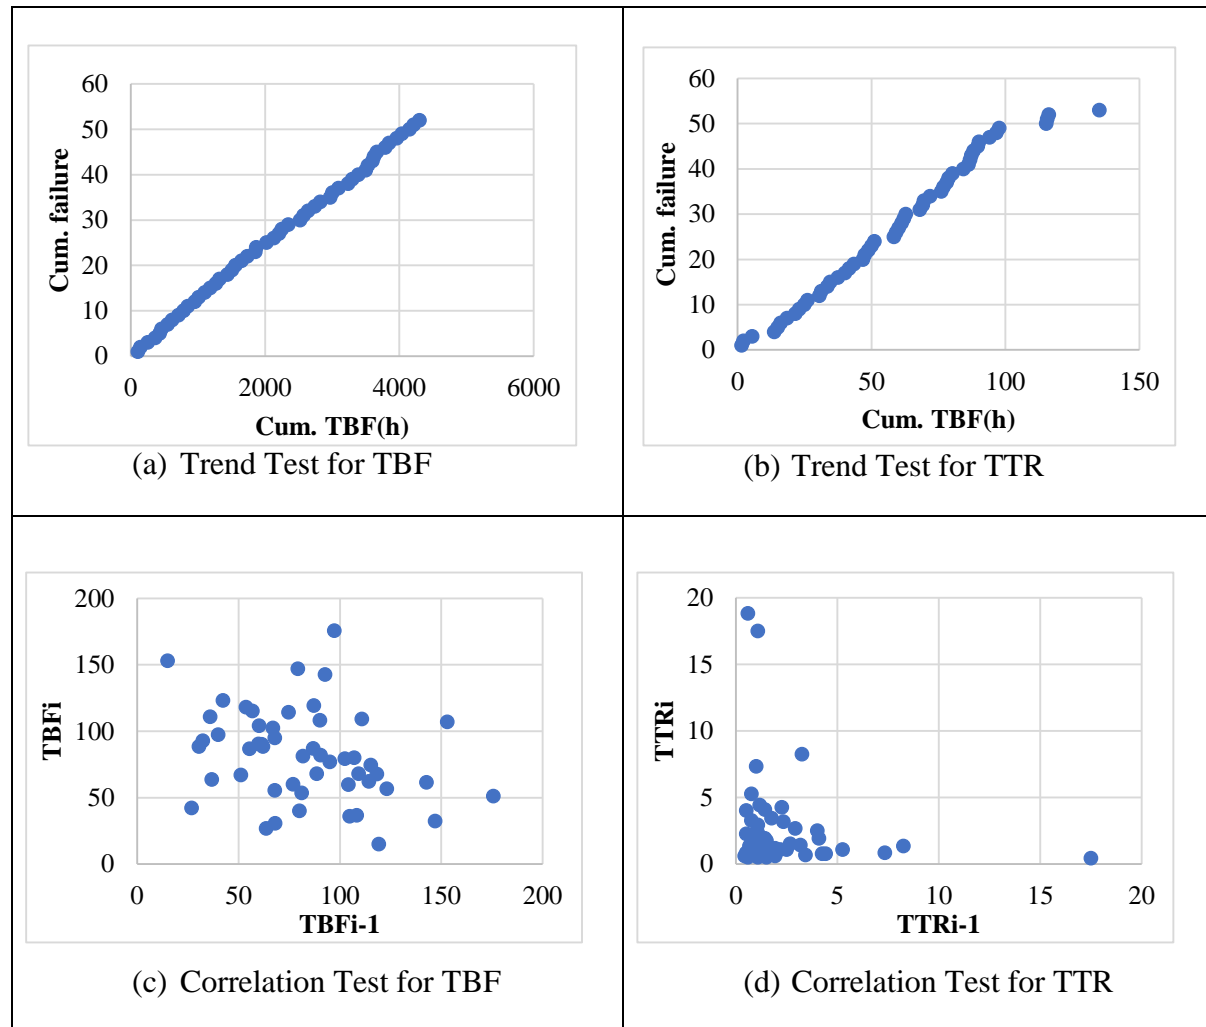 60
50
40
30
20
10
0
0 2000 4000 6000
Cum. failure
Cum. TBF(h)
(a) Trend Test for TBF
60
50
40
30
20
10
0
0 50 100 150
Cum. failure
Cum. TBF(h)
(b) Trend Test for TTR
200
150
100
50
0
0 50 100 150 200
TBFi
TBFi-1
(c) Correlation Test for TBF
20
15
10
5
0
0 5 10 15 20
TTRi
TTRi-1
(d) Correlation Test for TTR